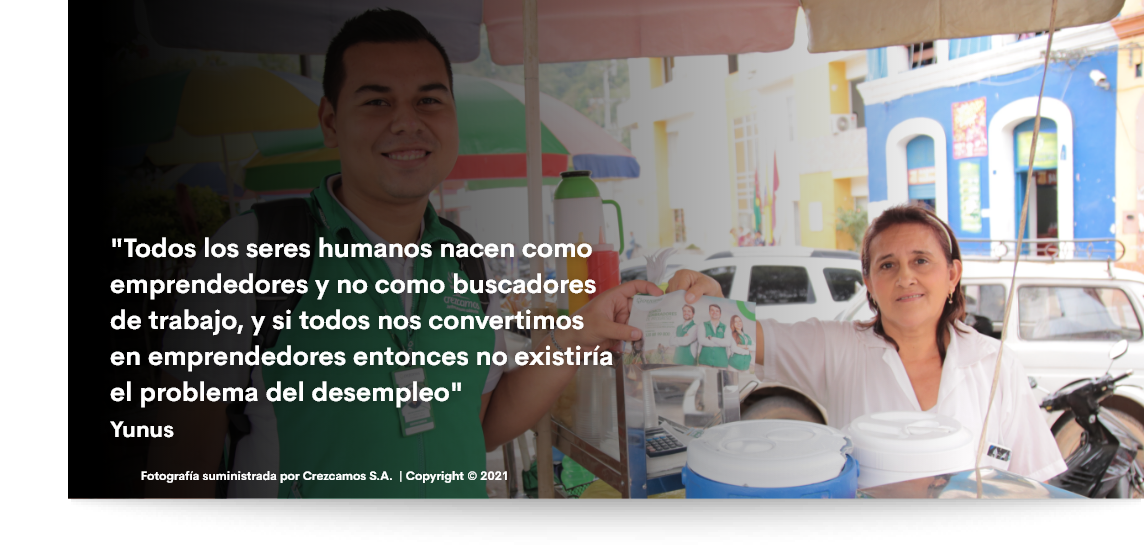 "Todos los seres humanos nacen como
emprendedores y no como buscadores
de trabajo, y si todos nos convertimos
en emprendedores entonces no existiría
el problema del desempleo"
Yunus
Fotografía suministrada por Crezcamos S.A. | Copyright © 2021
crezcamos